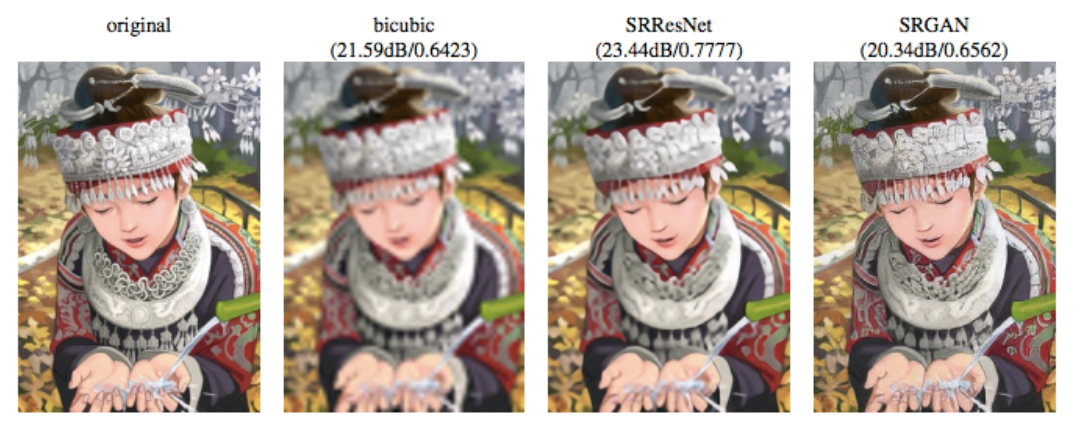 original
bicubic
(21.59dB/0.6423)
SRResNet
(23.44dB/0.7777)
SRGAN
(20.34dB/0.6562)